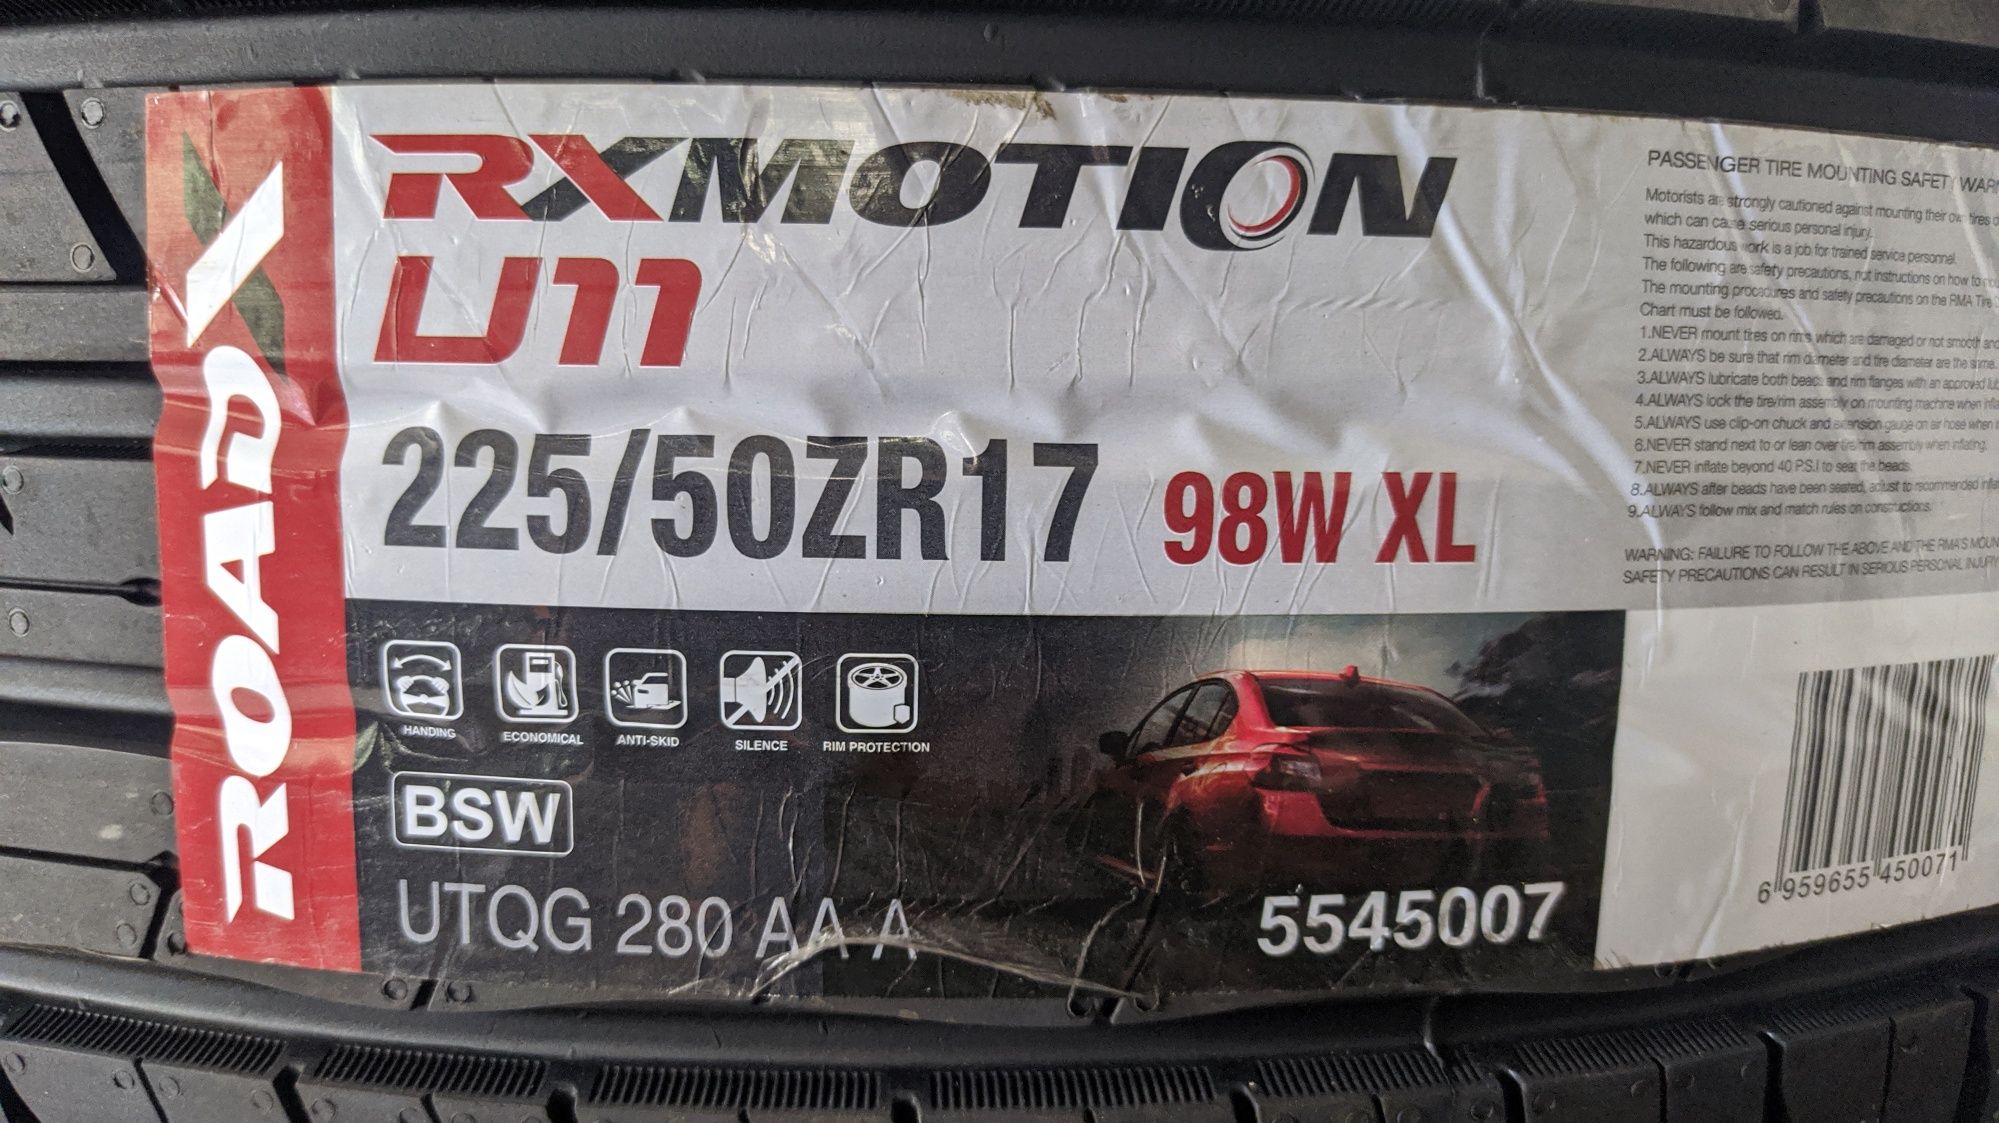 ROADX
RXMOTION
U11
225/50ZR17 98W XL
HANDING
ECONOMICAL
ANTI-SKID
SILENCE
RIM PROTECTION
BSW
UTQG 280 AA A
5545007
PASSENGER TIRE MOUNTING SAFETY
Motorists are strongly cautioned against mounting their own tires
which can cause serious personal injury.
This hazardous work is a job for trained service personnel.
The following are safety precautions, not instructions on how to
The mounting procedures and safety precautions on the RMA Tire
Chart must be followed.
1.NEVER mount tires on rims which are damaged or not smooth and
2.ALWAYS be sure that rim diameter and tire diameter are the same.
3.ALWAYS lubricate both beads and rim flanges with an approved
4.ALWAYS lock the tire/rim assembly on mounting machine when
5.ALWAYS use clip-on chuck and extension gauge on air hose when
6.NEVER stand next to or lean over tire/rim assembly when inflating.
7.NEVER inflate beyond 40 P.S.I to seat the beads.
8.ALWAYS after beads have been seated, adjust to recommended
9.ALWAYS follow mix and match rules on constructions.
WARNING: FAILURE TO FOLLOW THE ABOVE AND THE RMA'S
SAFETY PRECAUTIONS CAN RESULT IN SERIOUS PERSONAL INJURY
6 959655 450071